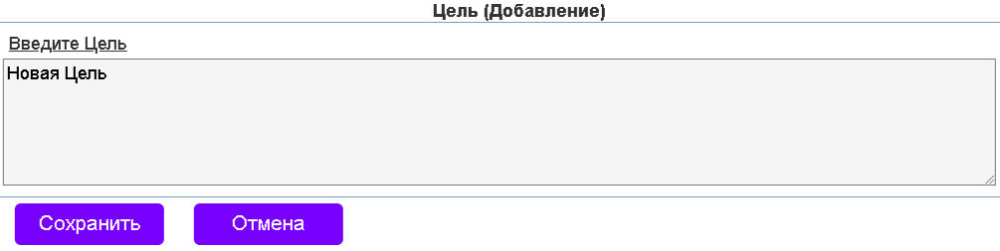 Цель (Добавление)
Введите Цель
Новая Цель
Сохранить Отмена